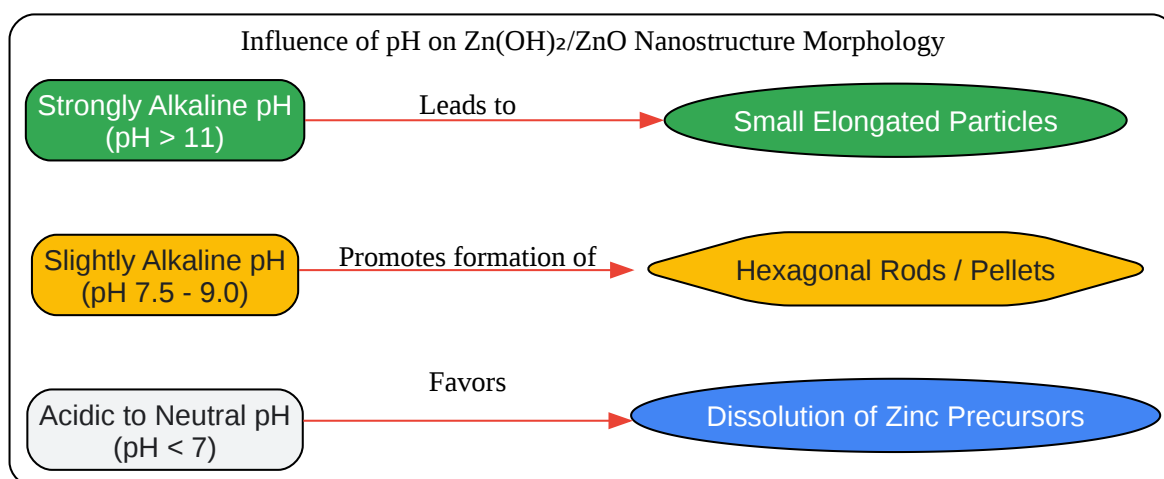 Influence of pH on Zn(OH)₂/ZnO Nanostructure Morphology
Strongly Alkaline pH
(pH > 11)
Leads to
Small Elongated Particles
Slightly Alkaline pH
(pH 7.5 - 9.0)
Promotes formation of
Hexagonal Rods / Pellets
Acidic to Neutral pH
(pH < 7)
Favors
Dissolution of Zinc Precursors